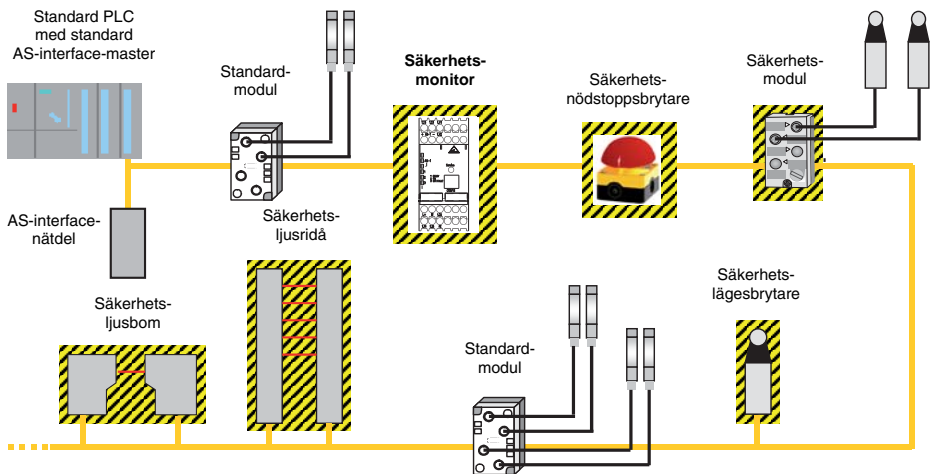 Standard PLC
med standard
AS-interface-master
Standard-
modul
Säkerhets-
monitor
Säkerhets-
nödstoppsbrytare
Säkerhets-
modul
AS-interface-
nätdel
Säkerhets-
ljusridå
Säkerhets-
ljusbom
Standard-
modul
Säkerhets-
lägesbrytare